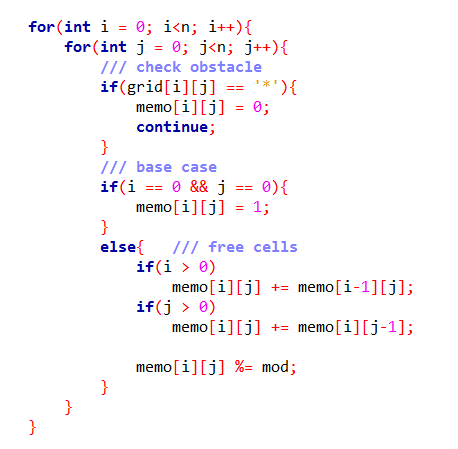 for(int i = 0; i<n; i++){
    for(int j = 0; j<n; j++){
        /// check obstacle
        if(grid[i][j] == '*'){
            memo[i][j] = 0;
            continue;
        }
        /// base case
        if(i == 0 && j == 0){
            memo[i][j] = 1;
        }
        else{   /// free cells
            if(i > 0)
                memo[i][j] += memo[i-1][j];
            if(j > 0)
                memo[i][j] += memo[i][j-1];

            memo[i][j] %= mod;
        }
    }
}